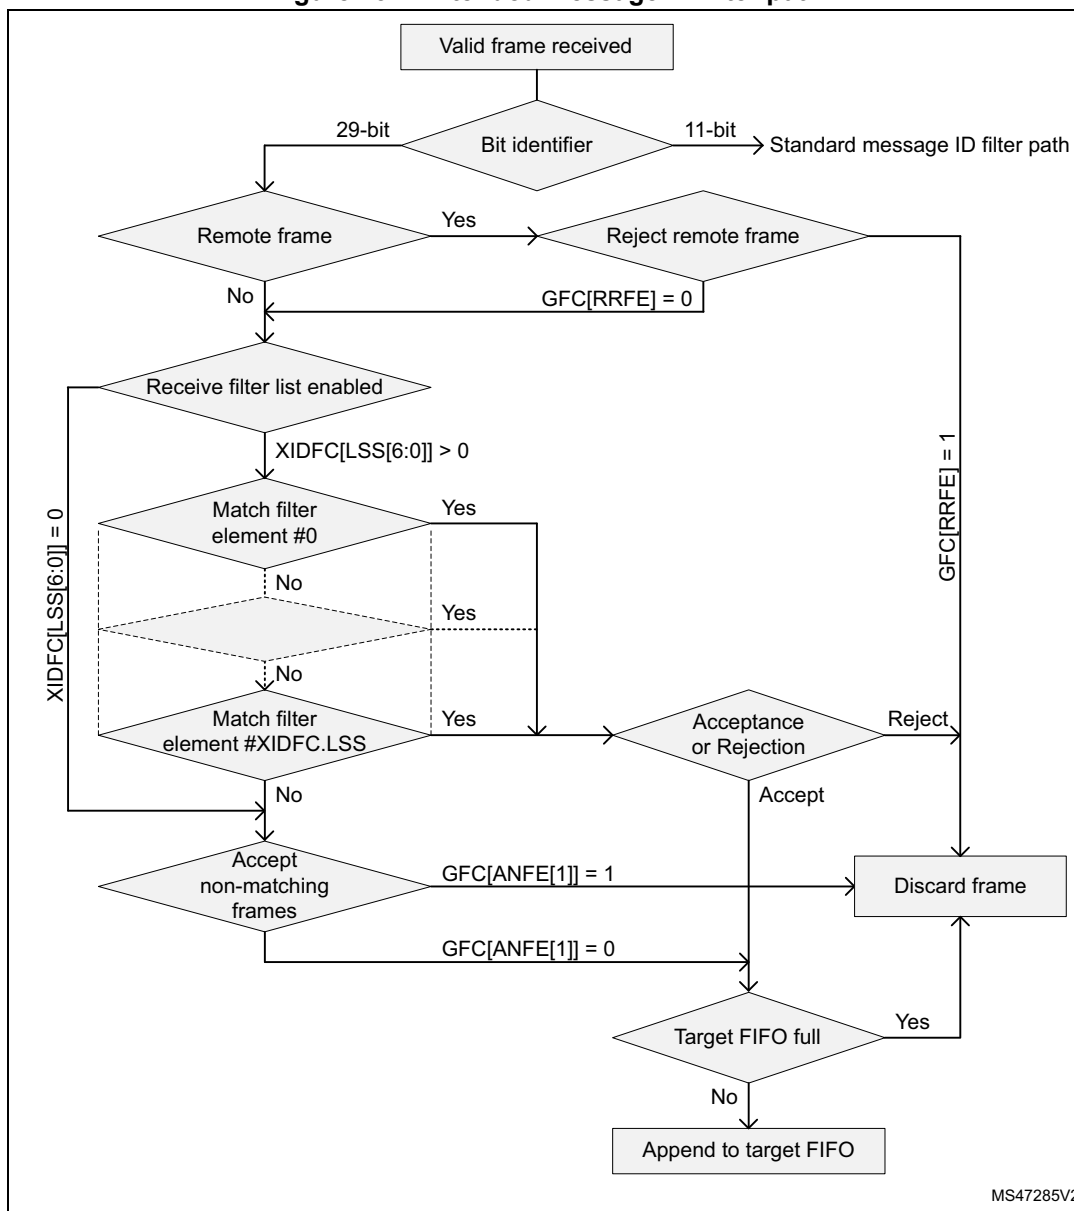 Valid frame received
29-bit
11-bit
Bit identifier
Standard message ID filter path
Remote frame
Yes
Reject remote frame
No
GFC[RRFE] = 0
Receive filter list enabled
XIDFC[LSS[6:0]] > 0
GFC[RRFE] = 1
XIDFC[LSS[6:0]] = 0
Match filter
element #0
Yes
No
Yes
No
Match filter
element #XIDFC.LSS
Yes
Acceptance
or Rejection
Reject
No
Accept
Accept
non-matching
frames
GFC[ANFE[1]] = 1
Discard frame
GFC[ANFE[1]] = 0
Target FIFO full
Yes
No
Append to target FIFO
MS47285V2